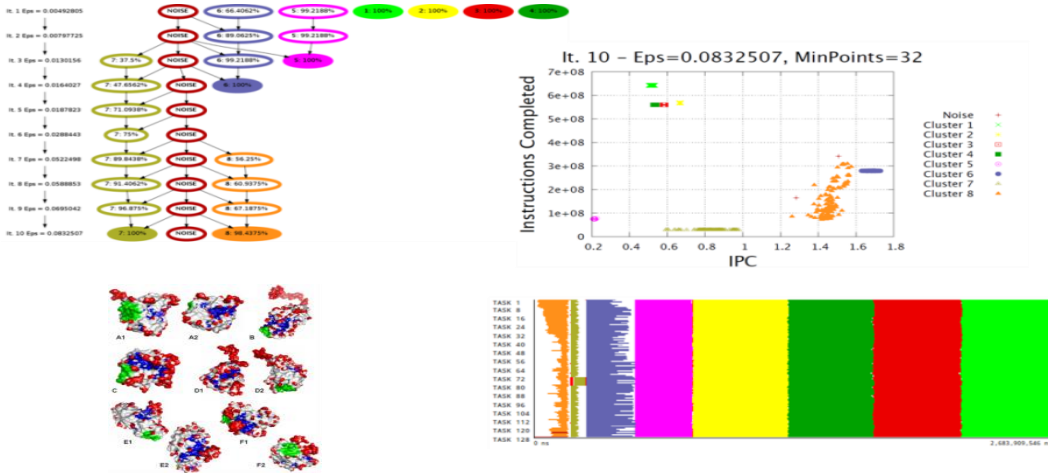 It. 1 Eps = 0.00492805 NOISE 6: 66.4062% 5: 99.2188% 1: 100% 2: 100% 3: 100% 4: 100%
It. 2 Eps = 0.00797725 NOISE 6: 89.0625% 5: 99.2188%
It. 3 Eps = 0.0130156 7: 37.5% NOISE 6: 99.2188% 5: 100%
It. 4 Eps = 0.0164027 7: 47.6562% NOISE 6: 100%
It. 5 Eps = 0.0187823 7: 71.0938% NOISE
It. 6 Eps = 0.0288443 7: 75% NOISE
It. 7 Eps = 0.0522498 7: 89.8438% NOISE 8: 56.25%
It. 8 Eps = 0.0588853 7: 91.4062% NOISE 8: 60.9375%
It. 9 Eps = 0.0695042 7: 96.875% NOISE 8: 67.1875%
It. 10 Eps = 0.0832507 7: 100% NOISE 8: 98.4375%
It. 10 - Eps=0.0832507, MinPoints=32
Instructions Completed
7e+08
6e+08
5e+08
4e+08
3e+08
2e+08
1e+08
0
0.2 0.4 0.6 0.8 1 1.2 1.4 1.6 1.8
IPC
Noise
Cluster 1
Cluster 2
Cluster 3
Cluster 4
Cluster 5
Cluster 6
Cluster 7
Cluster 8
A1 A2 B
C D1 D2
E1 E2 F1 F2
TASK 1
TASK 8
TASK 16
TASK 24
TASK 32
TASK 40
TASK 48
TASK 56
TASK 64
TASK 72
TASK 80
TASK 88
TASK 96
TASK 104
TASK 112
TASK 120
TASK 128
0 ns